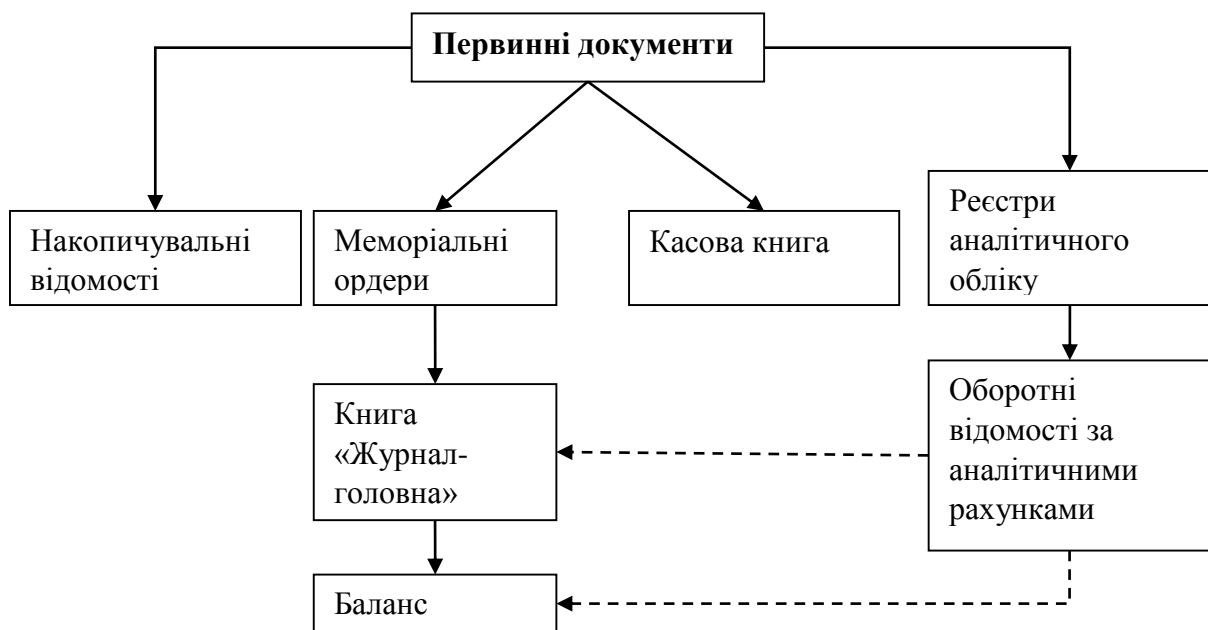 Первинні документи
Накопичувальні
відомості
Меморіальні
ордери
Касова книга
Реєстри
аналітичного
обліку
Книга
«Журнал-
головна»
Оборотні
відомості за
аналітичними
рахунками
Баланс